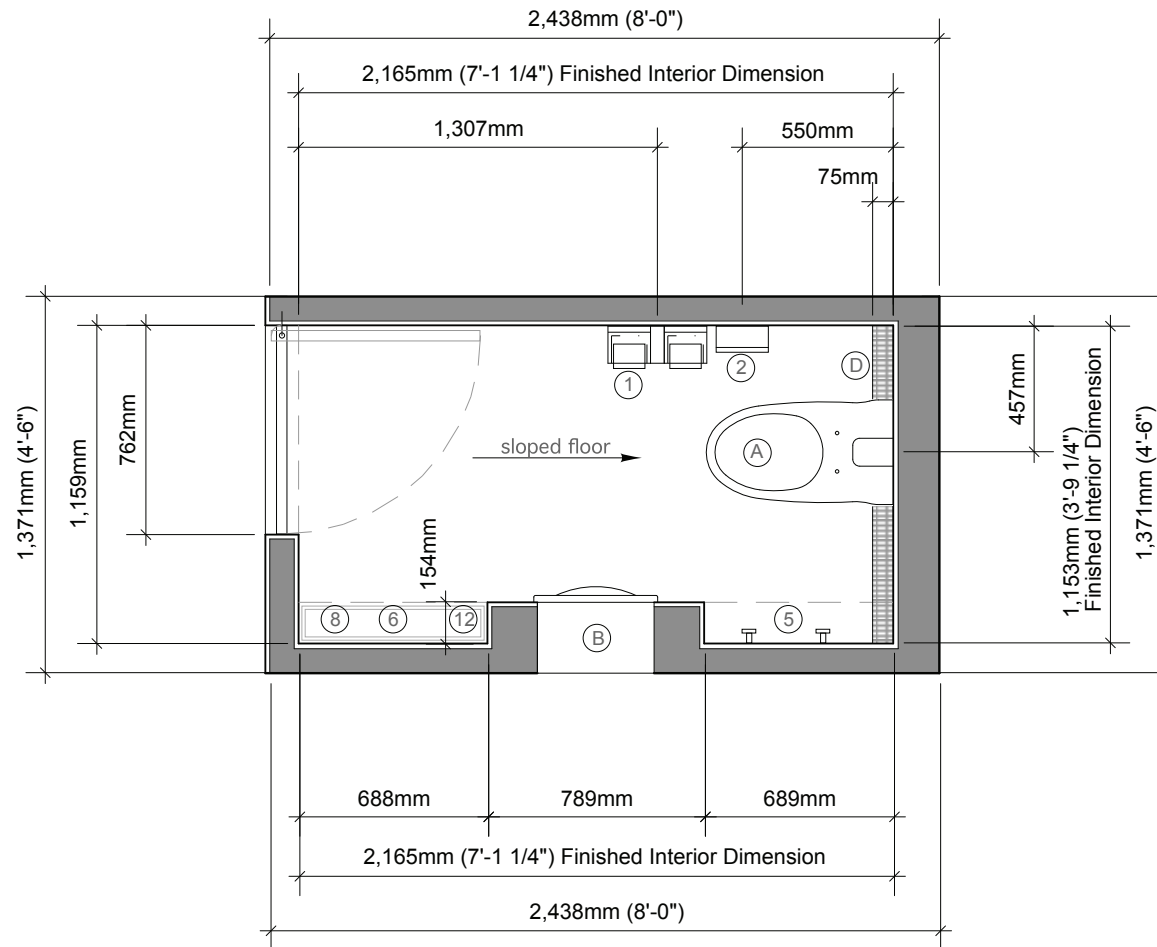 2,438mm (8'-0")
2,165mm (7'-1 1/4") Finished Interior Dimension
1,307mm
550mm
75mm
1
2
D
A
sloped floor
1,371mm (4'-6")
1,159mm
762mm
154mm
457mm
1,153mm (3'-9 1/4")
Finished Interior Dimension
1,371mm (4'-6")
8
6
12
B
5
688mm
789mm
689mm
2,165mm (7'-1 1/4") Finished Interior Dimension
2,438mm (8'-0")